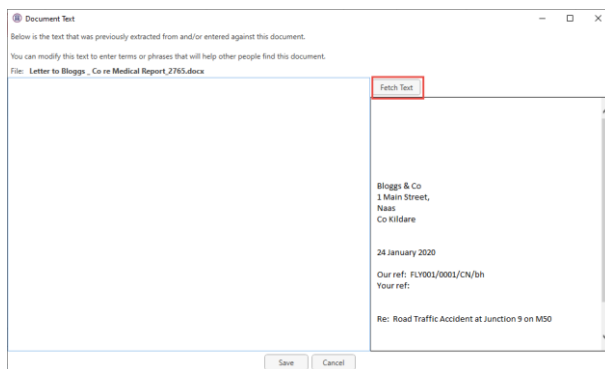 Document Text
Below is the text that was previously extracted from and/or entered against this document.
You can modify this text to enter terms or phrases that will help other people find this document.
File: Letter to Bloggs _ Co re Medical Report_2765.docx
Fetch Text
Bloggs & Co
1 Main Street,
Naas
Co Kildare
24 January 2020
Our ref: FLY001/0001/CN/bh
Your ref:
Re: Road Traffic Accident at Junction 9 on M50
Save Cancel